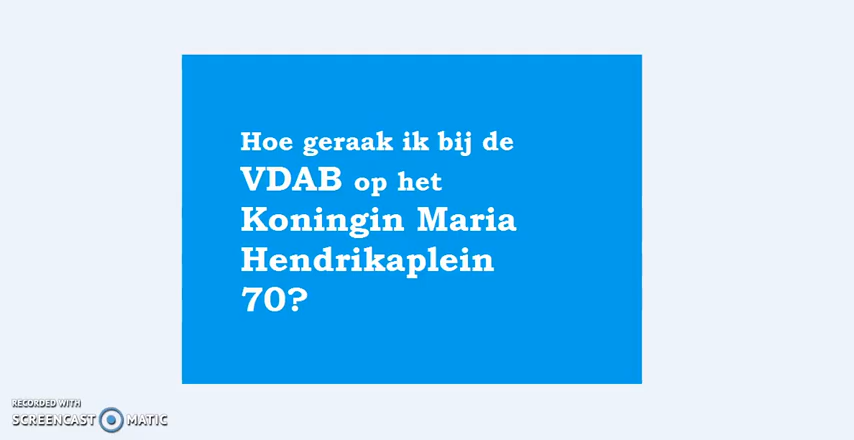 Hoe geraak ik bij de
VDAB op het
Koningin Maria
Hendrikaplein
70?
RECORDED WITH
SCREENCAST MATIC